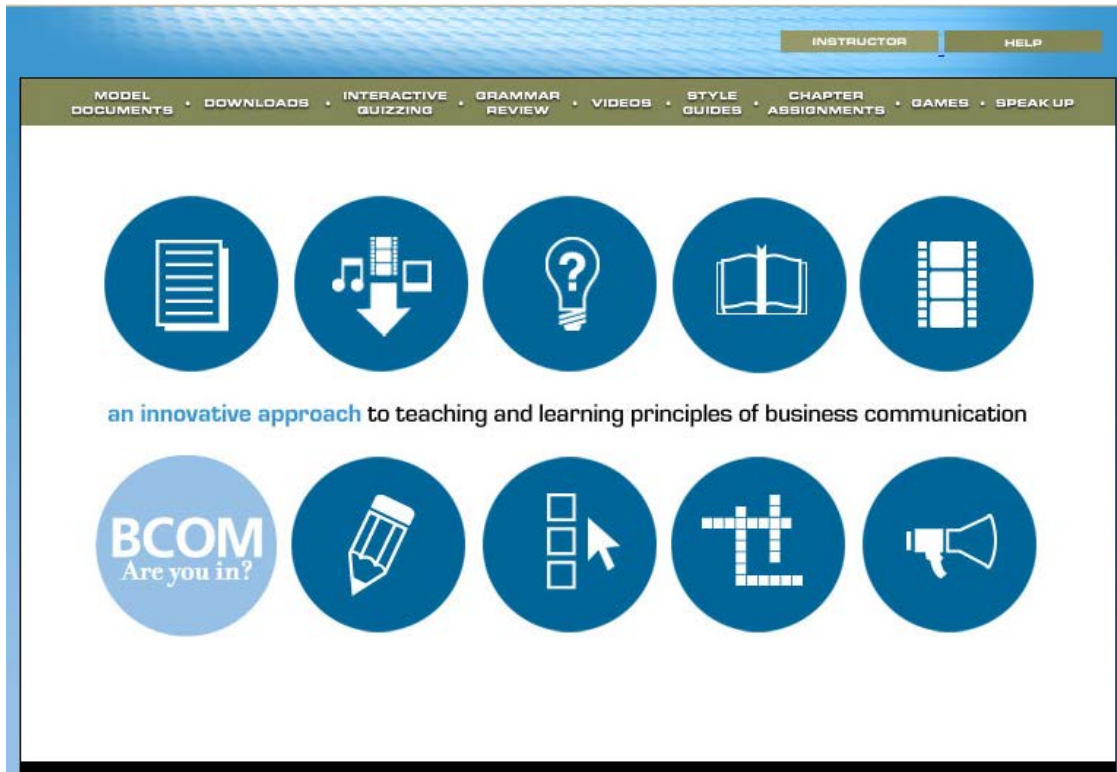 INSTRUCTOR HELP
MODEL DOCUMENTS • DOWNLOADS • INTERACTIVE QUIZZING • GRAMMAR REVIEW • VIDEOS • STYLE GUIDES • CHAPTER ASSIGNMENTS • GAMES • SPEAK UP
?
an innovative approach to teaching and learning principles of business communication
BCOM
Are you in?